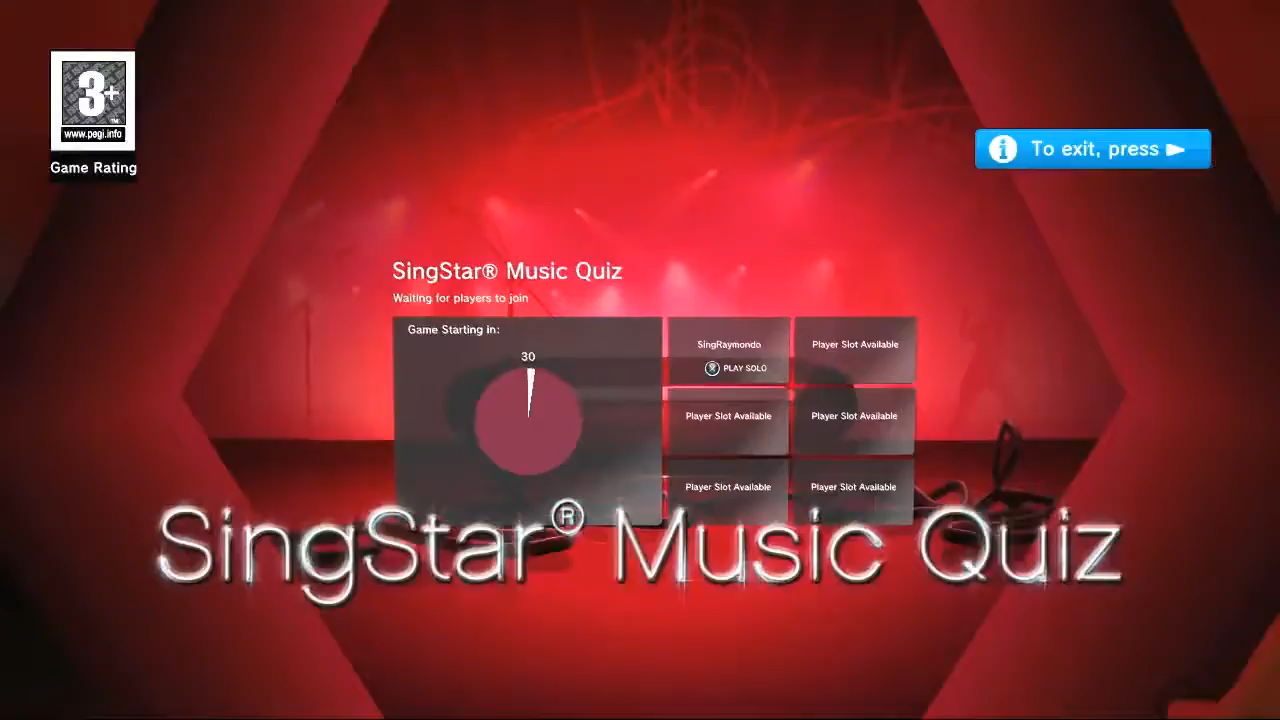 3+
TM
www.pegi.info
Game Rating
To exit, press
SingStar® Music Quiz
Waiting for players to join
Game Starting in:
30
SingRaymondo
PLAY SOLO
Player Slot Available
Player Slot Available
Player Slot Available
Player Slot Available
Player Slot Available
SingStar® Music Quiz